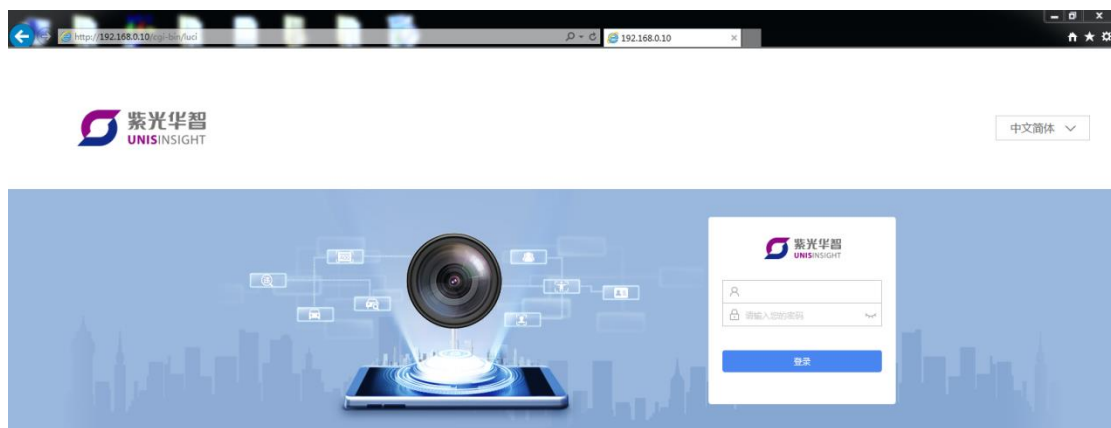 http://192.168.0.10/cgi-bin/luci
192.168.0.10
紫光华智
UNISINSIGHT
中文简体
紫光华智
UNISINSIGHT
请输入您的密码
登录